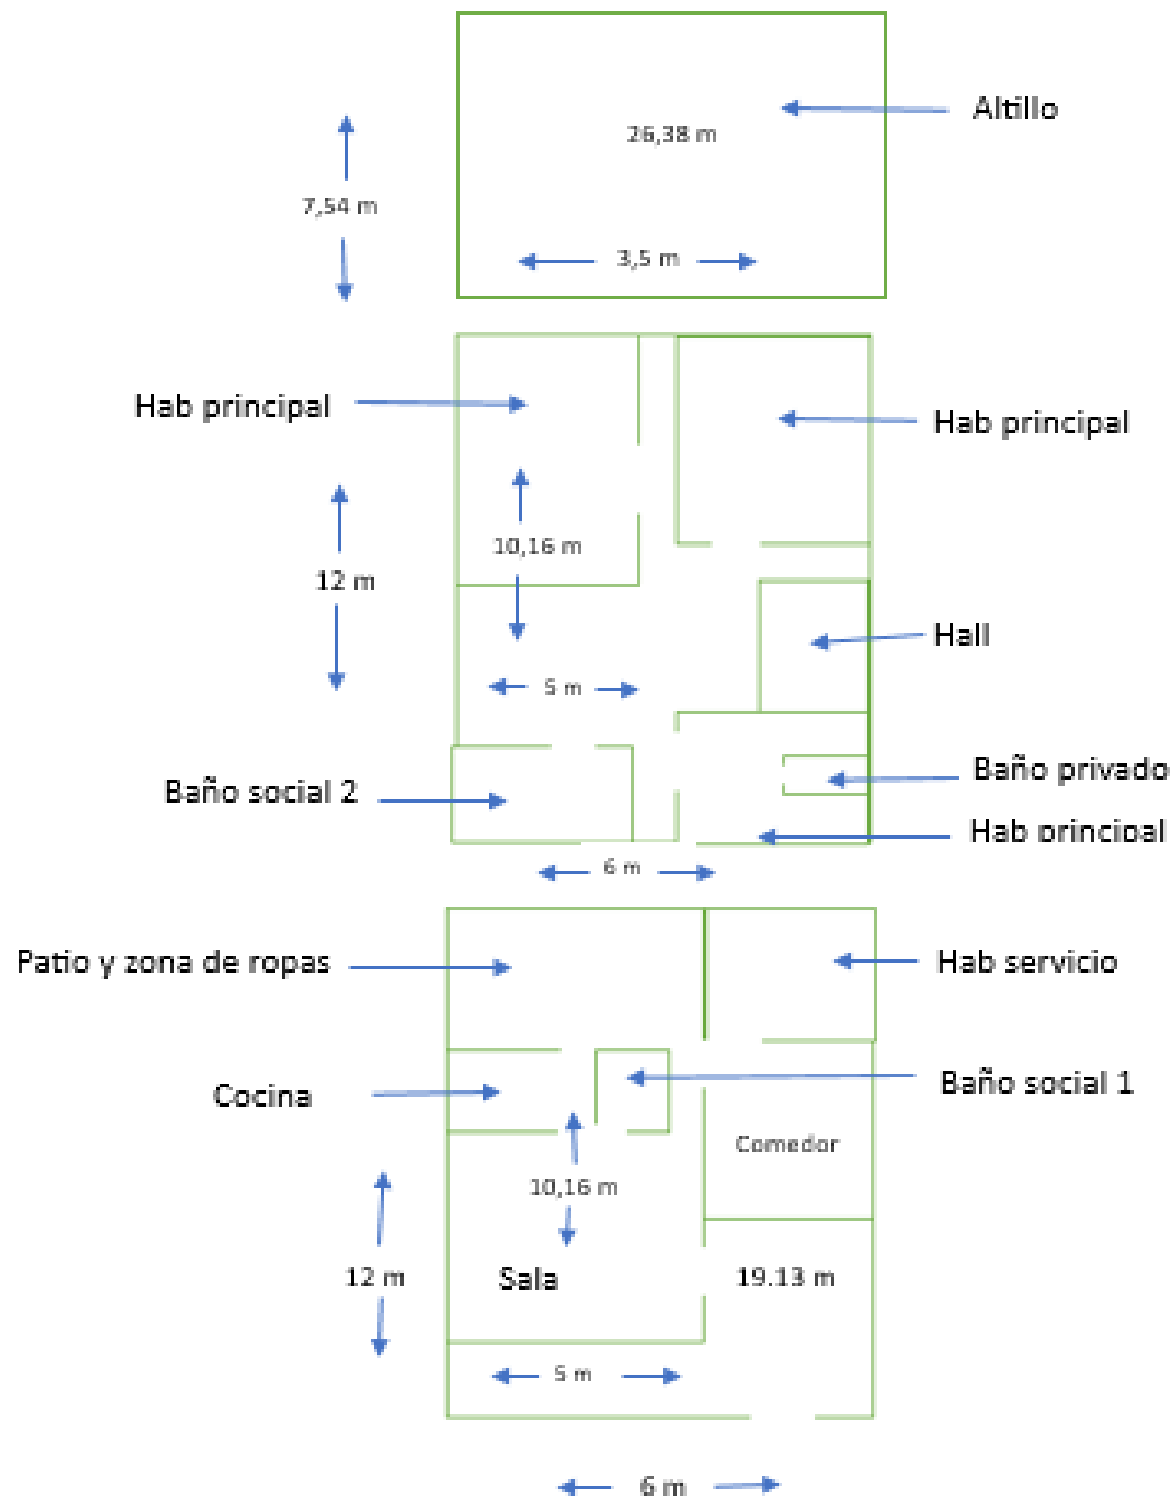 Altillo
26,38 m
7,54 m
3,5 m
Hab principal
Hab principal
10,16 m
12 m
Hall
5 m
Baño privado
Baño social 2
Hab principal
6 m
Patio y zona de ropas
Hab servicio
Cocina
Baño social 1
Comedor
10,16 m
12 m
Sala
19.13 m
5 m
6 m